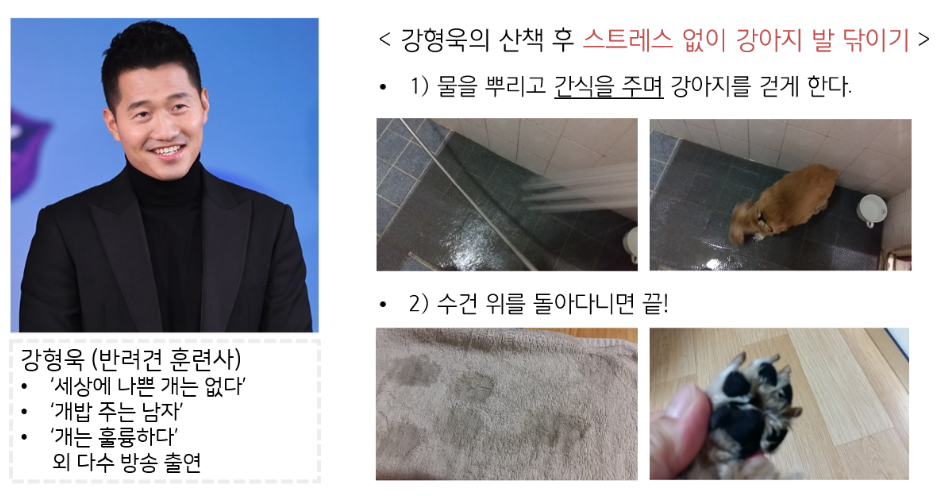 < 강형욱의 산책 후 스트레스 없이 강아지 발 닦이기 >
• 1) 물을 뿌리고 간식을 주며 강아지를 걷게 한다.
• 2) 수건 위를 돌아다니면 끝!
강형욱 (반려견 훈련사)
• ‘세상에 나쁜 개는 없다’
• ‘개밥 주는 남자’
• ‘개는 훌륭하다’
외 다수 방송 출연